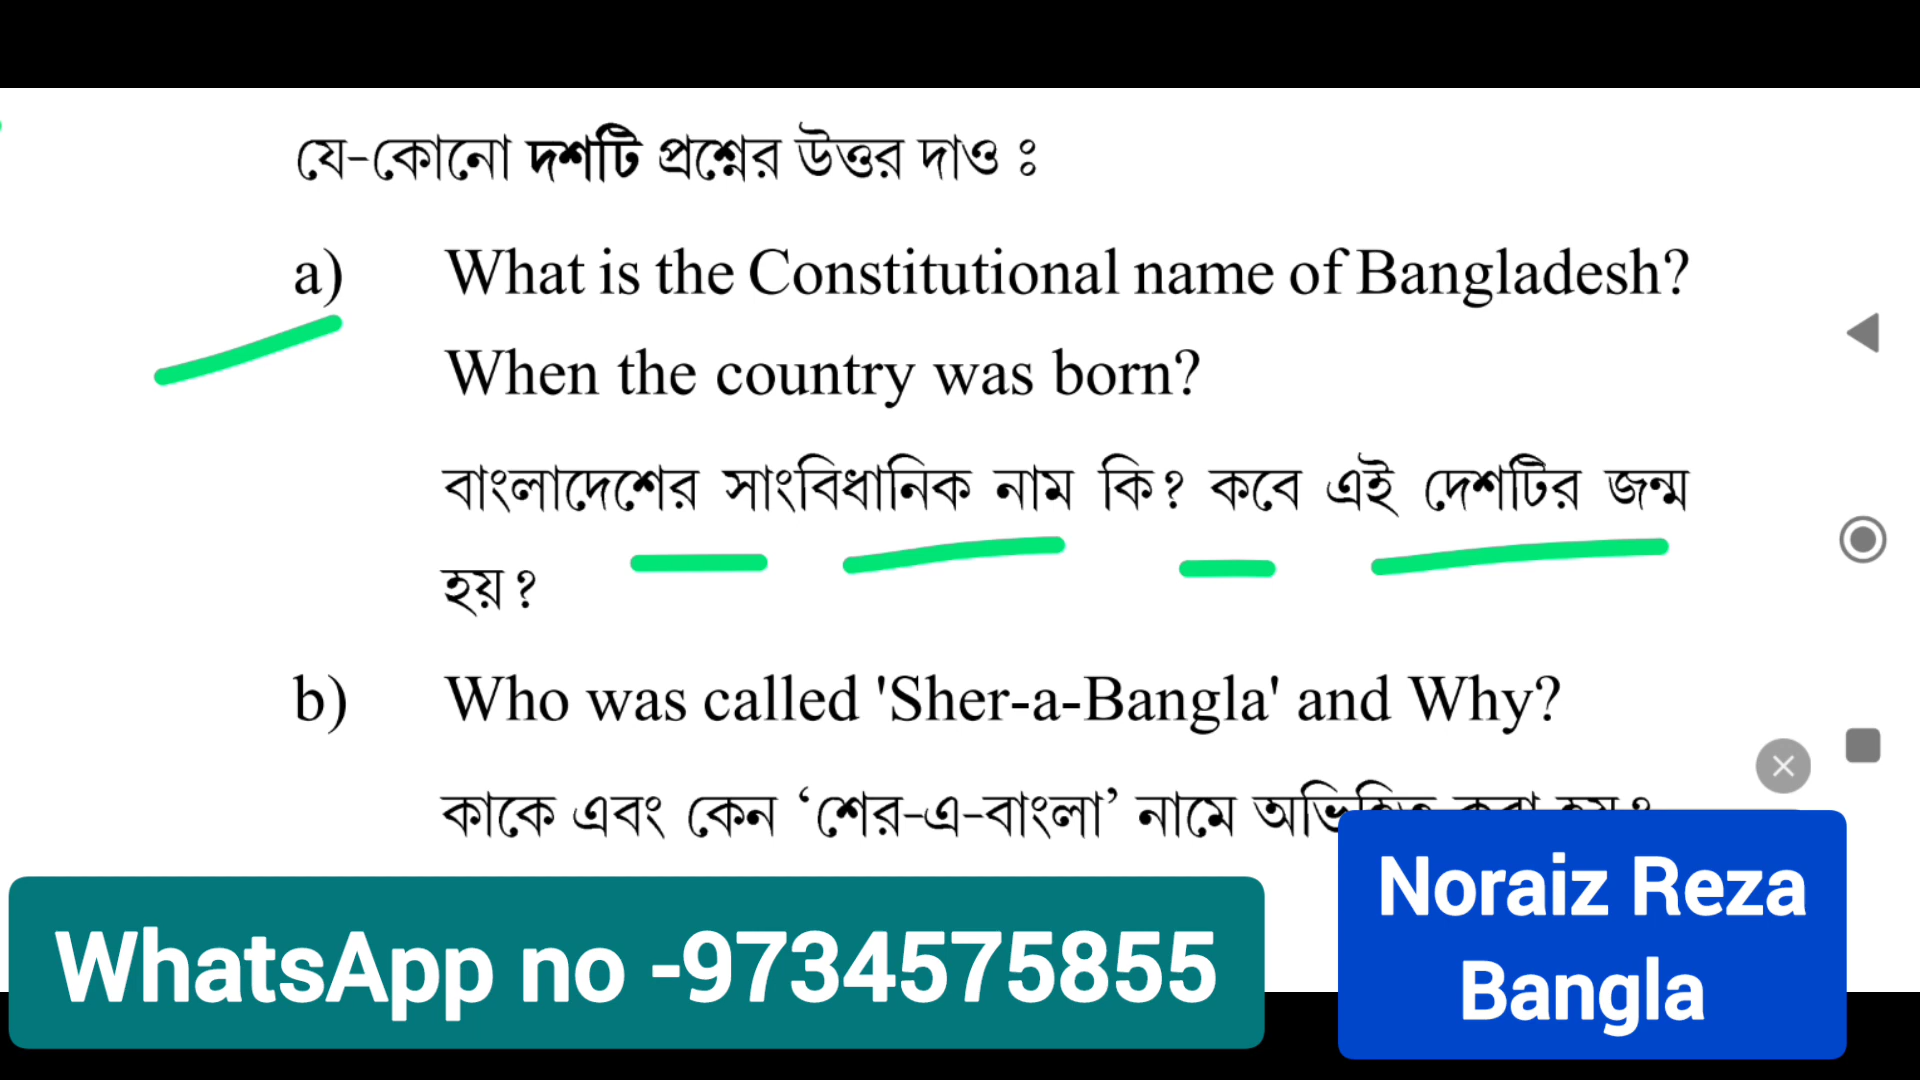 যে-কোনো দশটি প্রশ্নের উত্তর দাও ঃ
a) What is the Constitutional name of Bangladesh?
When the country was born?
বাংলাদেশের সাংবিধানিক নাম কি? কবে এই দেশটির জন্ম
হয়?
b) Who was called 'Sher-a-Bangla' and Why?
কাকে এবং কেন ‘শের-এ-বাংলা’ নামে
WhatsApp no -9734575855
Noraiz Reza
Bangla